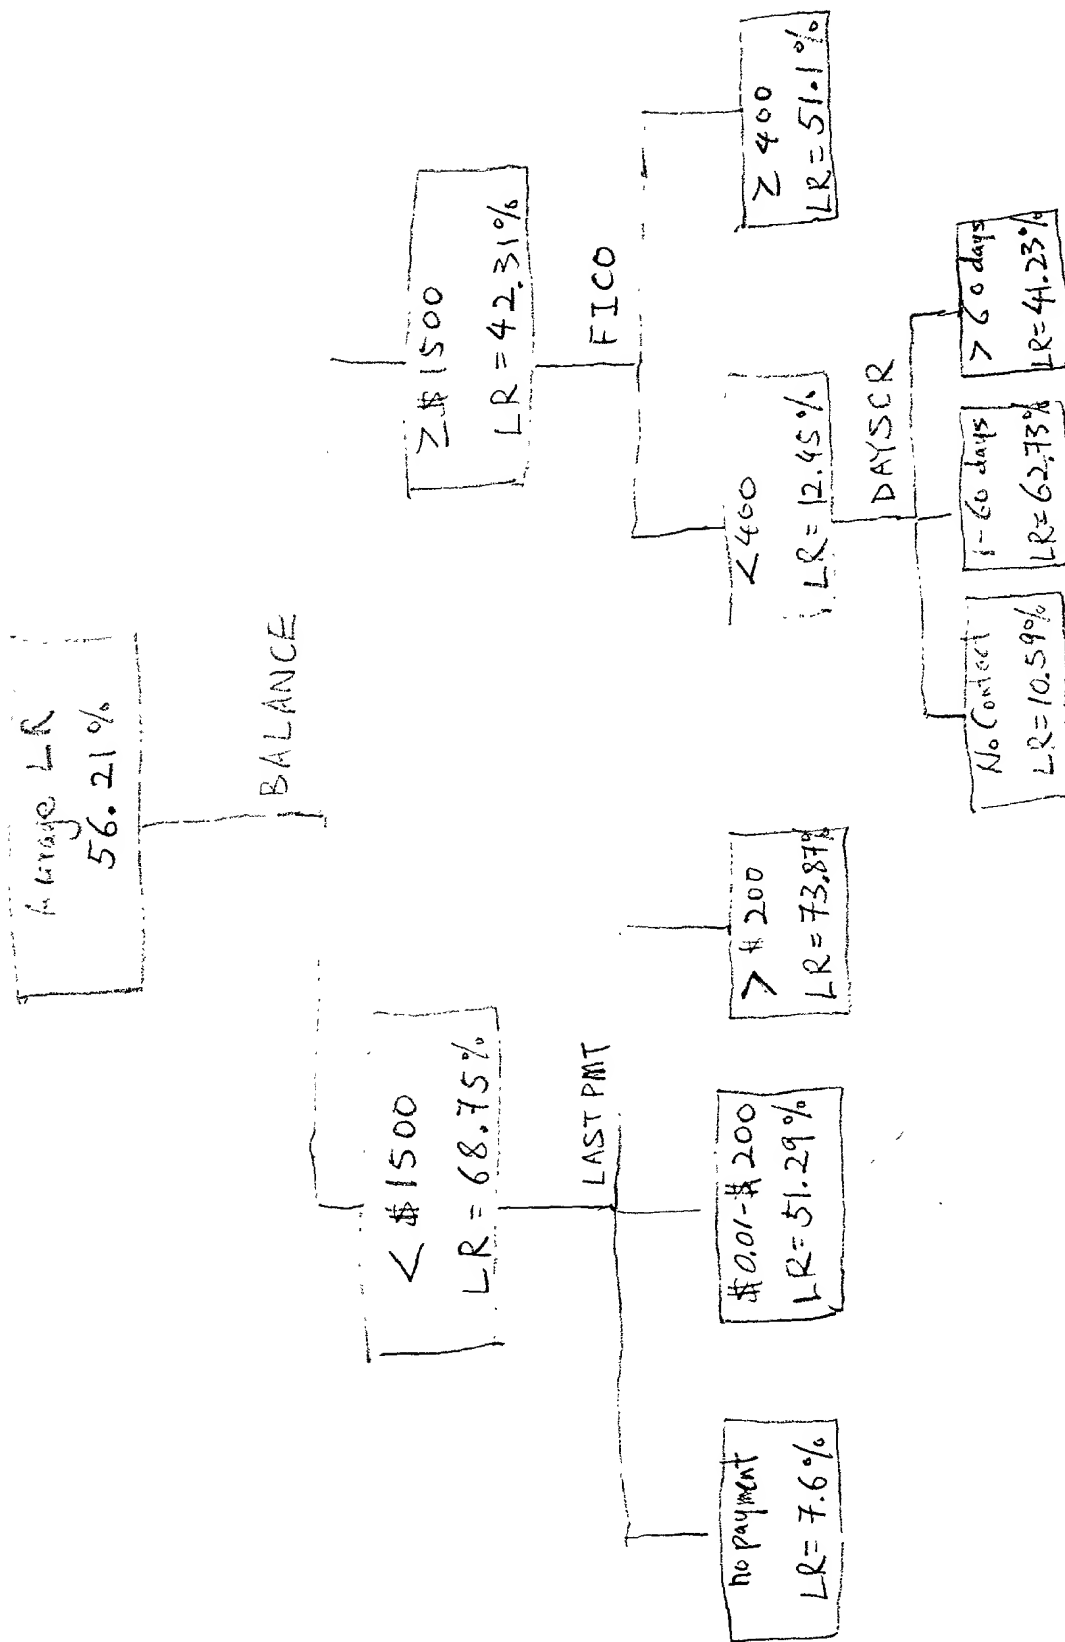 Average LR
56.21%
BALANCE
< $1500
LR = 68.75%
≥ $1500
LR = 42.31%
LAST PMT
FICO
no payment
LR = 7.6%
$0.01-$200
LR = 51.29%
> $200
LR = 73.87%
< 400
LR = 12.45%
≥ 400
LR = 51.1%
DAYSCR
No Contact
LR = 10.59%
1-60 days
LR = 62.73%
> 60 days
LR = 41.23%